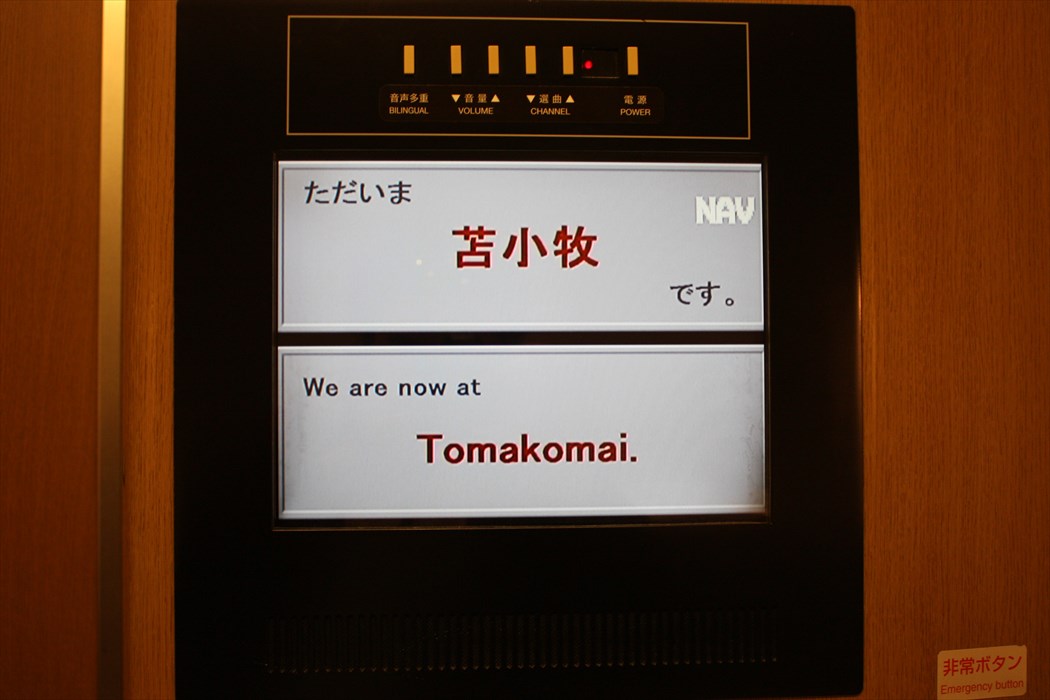 音声多重 ▼ 音 量 ▲ ▼ 選 曲 ▲ 電 源
BILINGUAL VOLUME CHANNEL POWER
ただいま
NAV
苫小牧
です。
We are now at
Tomakomai.
非常ボタン
Emergency button